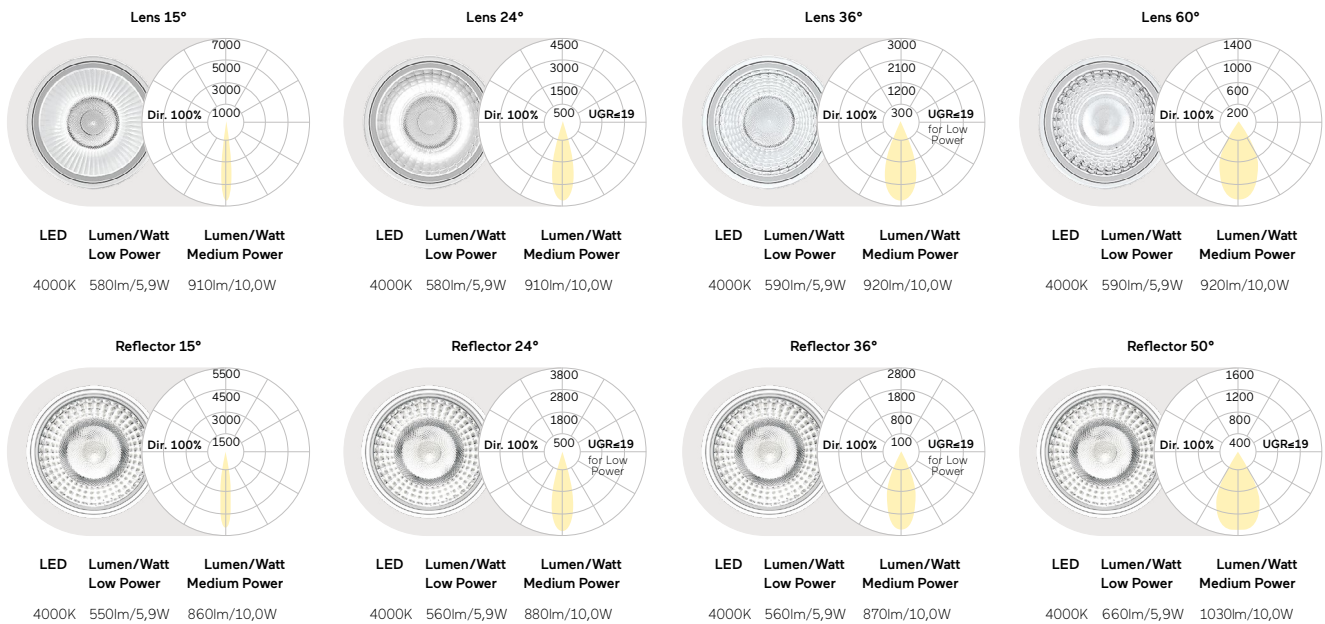 Lens 15°
7000
5000
3000
Dir. 100% 1000
LED Lumen/Watt Lumen/Watt
Low Power Medium Power
4000K 580lm/5,9W 910lm/10,0W
Lens 24°
4500
3000
1500
Dir. 100% 500 UGR≤19
LED Lumen/Watt Lumen/Watt
Low Power Medium Power
4000K 580lm/5,9W 910lm/10,0W
Lens 36°
3000
2100
1200
Dir. 100% 300 UGR≤19
for Low
Power
LED Lumen/Watt Lumen/Watt
Low Power Medium Power
4000K 590lm/5,9W 920lm/10,0W
Lens 60°
1400
1000
600
Dir. 100% 200
LED Lumen/Watt Lumen/Watt
Low Power Medium Power
4000K 590lm/5,9W 920lm/10,0W
Reflector 15°
5500
4500
3000
Dir. 100% 1500
LED Lumen/Watt Lumen/Watt
Low Power Medium Power
4000K 550lm/5,9W 860lm/10,0W
Reflector 24°
3800
2800
1800
Dir. 100% 500 UGR≤19
for Low
Power
LED Lumen/Watt Lumen/Watt
Low Power Medium Power
4000K 560lm/5,9W 880lm/10,0W
Reflector 36°
2800
1800
800
Dir. 100% 100 UGR≤19
for Low
Power
LED Lumen/Watt Lumen/Watt
Low Power Medium Power
4000K 560lm/5,9W 870lm/10,0W
Reflector 50°
1600
1200
800
Dir. 100% 400 UGR≤19
LED Lumen/Watt Lumen/Watt
Low Power Medium Power
4000K 660lm/5,9W 1030lm/10,0W